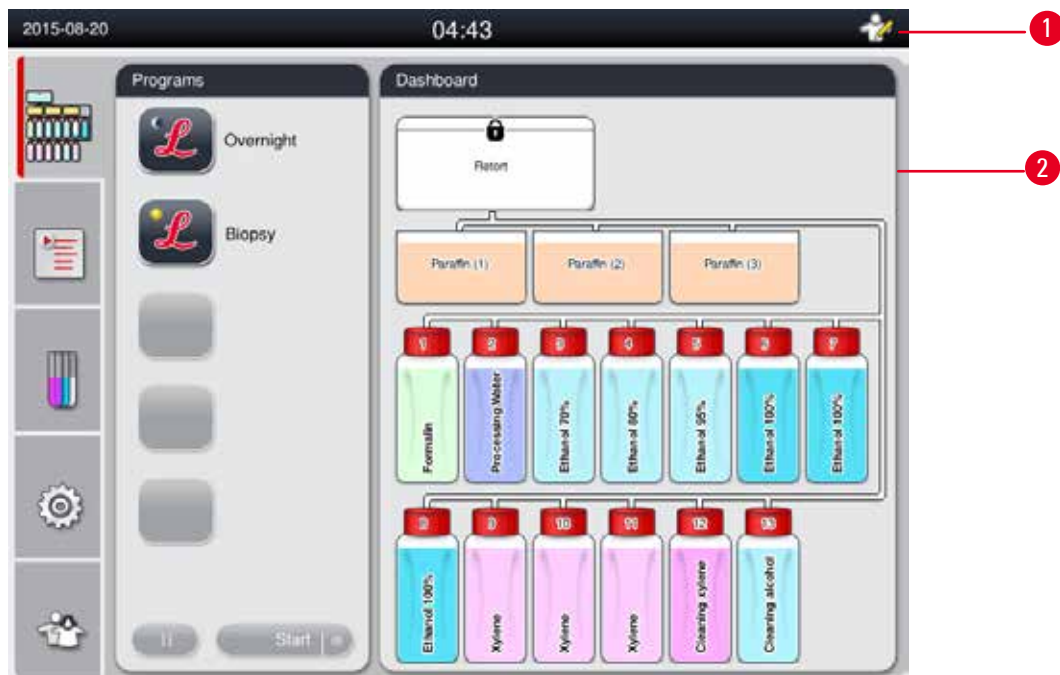 2015-08-20
04:43
1
Programs
Overnight
Biopsy
Start
Dashboard
Retort
2
Paraffin (1)
Paraffin (2)
Paraffin (3)
1
2
3
4
5
6
7
Formalin
Processing Water
Ethanol 70%
Ethanol 80%
Ethanol 95%
Ethanol 100%
Ethanol 100%
8
9
10
11
12
13
Ethanol 100%
Xylene
Xylene
Xylene
Cleaning xylene
Cleaning alcohol